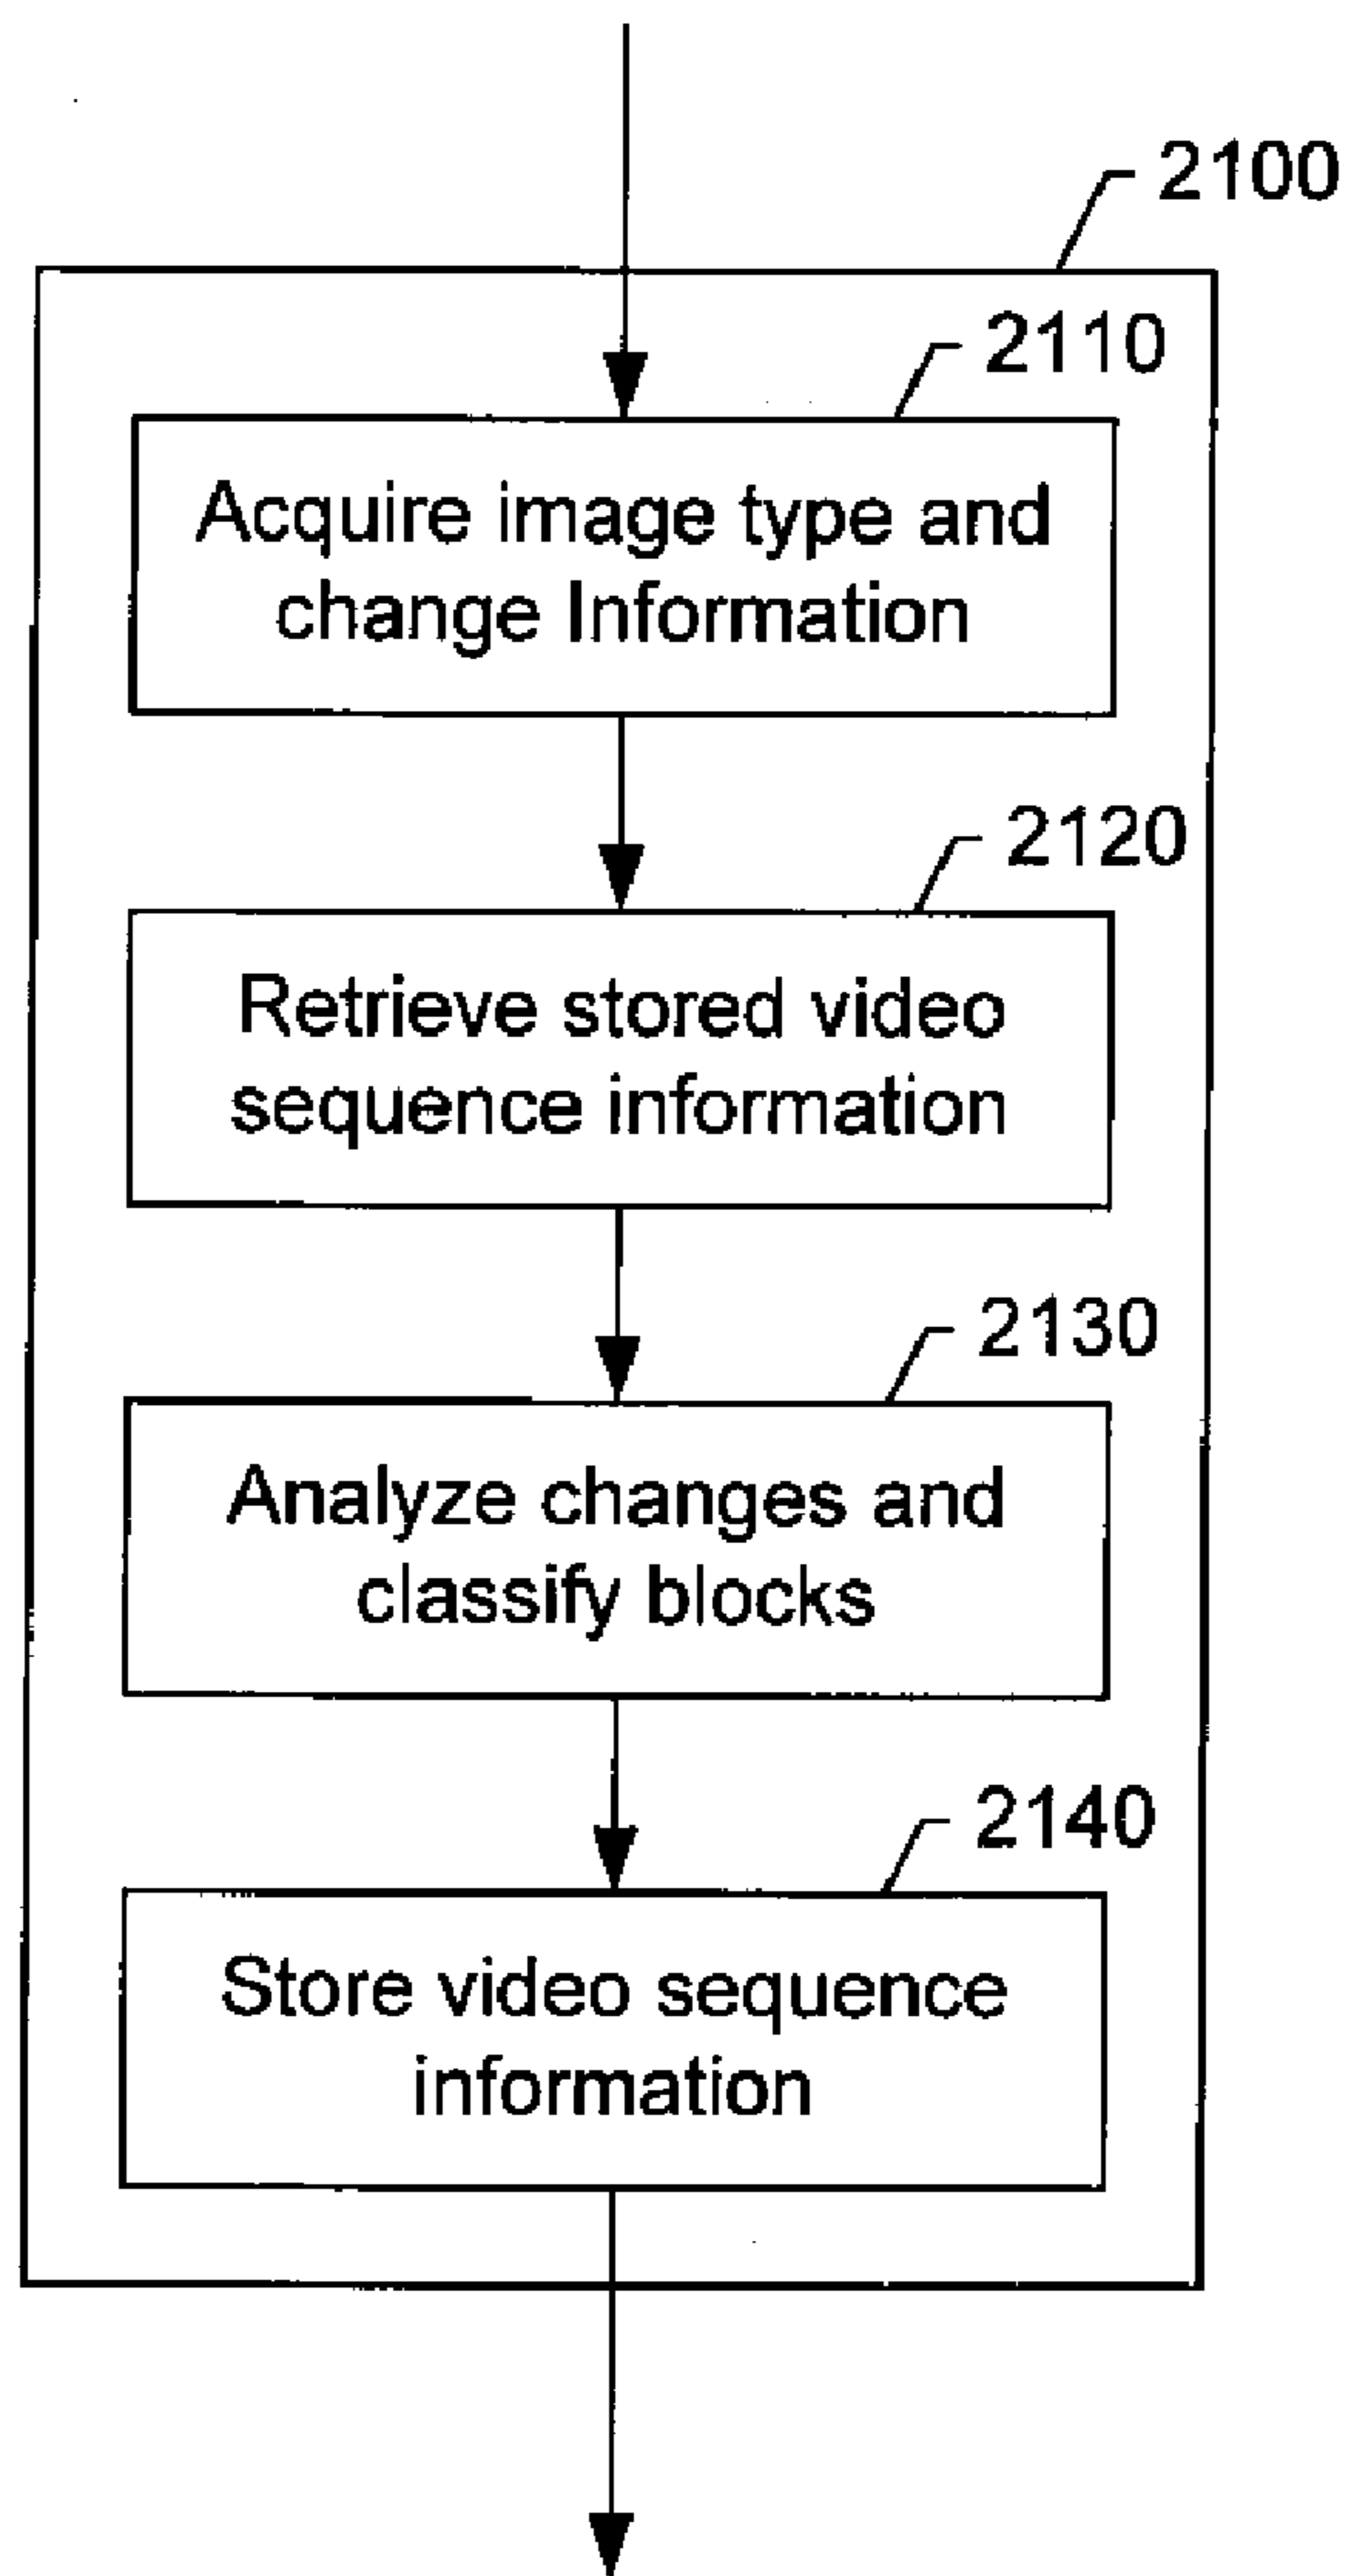 2100
2110
Acquire image type and
change Information
2120
Retrieve stored video
sequence information
2130
Analyze changes and
classify blocks
2140
Store video sequence
information